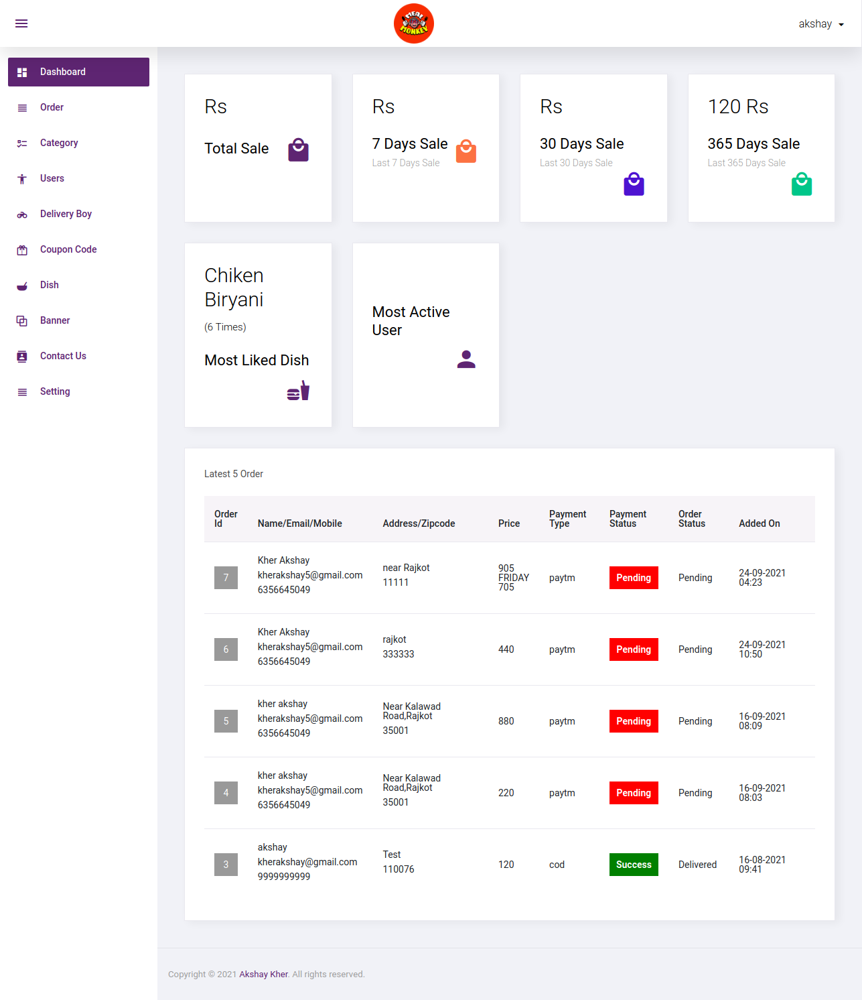 MEAL
MONKEY
akshay
Dashboard
Order
Category
Users
Delivery Boy
Coupon Code
Dish
Banner
Contact Us
Setting
Rs
Total Sale
Rs
7 Days Sale
Last 7 Days Sale
Rs
30 Days Sale
Last 30 Days Sale
120 Rs
365 Days Sale
Last 365 Days Sale
Chiken
Biryani
(6 Times)
Most Liked Dish
Most Active
User
Latest 5 Order
Order Id Name/Email/Mobile Address/Zipcode Price Payment Type Payment Status Order Status Added On
7
Kher Akshay
kherakshay5@gmail.com
6356645049
near Rajkot
11111
905
FRIDAY
705
paytm
Pending
Pending
24-09-2021
04:23
6
Kher Akshay
kherakshay5@gmail.com
6356645049
rajkot
333333
440
paytm
Pending
Pending
24-09-2021
10:50
5
kher akshay
kherakshay5@gmail.com
6356645049
Near Kalawad
Road,Rajkot
35001
880
paytm
Pending
Pending
16-09-2021
08:09
4
kher akshay
kherakshay5@gmail.com
6356645049
Near Kalawad
Road,Rajkot
35001
220
paytm
Pending
Pending
16-09-2021
08:03
3
akshay
kherakshay@gmail.com
9999999999
Test
110076
120
cod
Success
Delivered
16-08-2021
09:41
Copyright © 2021 Akshay Kher. All rights reserved.